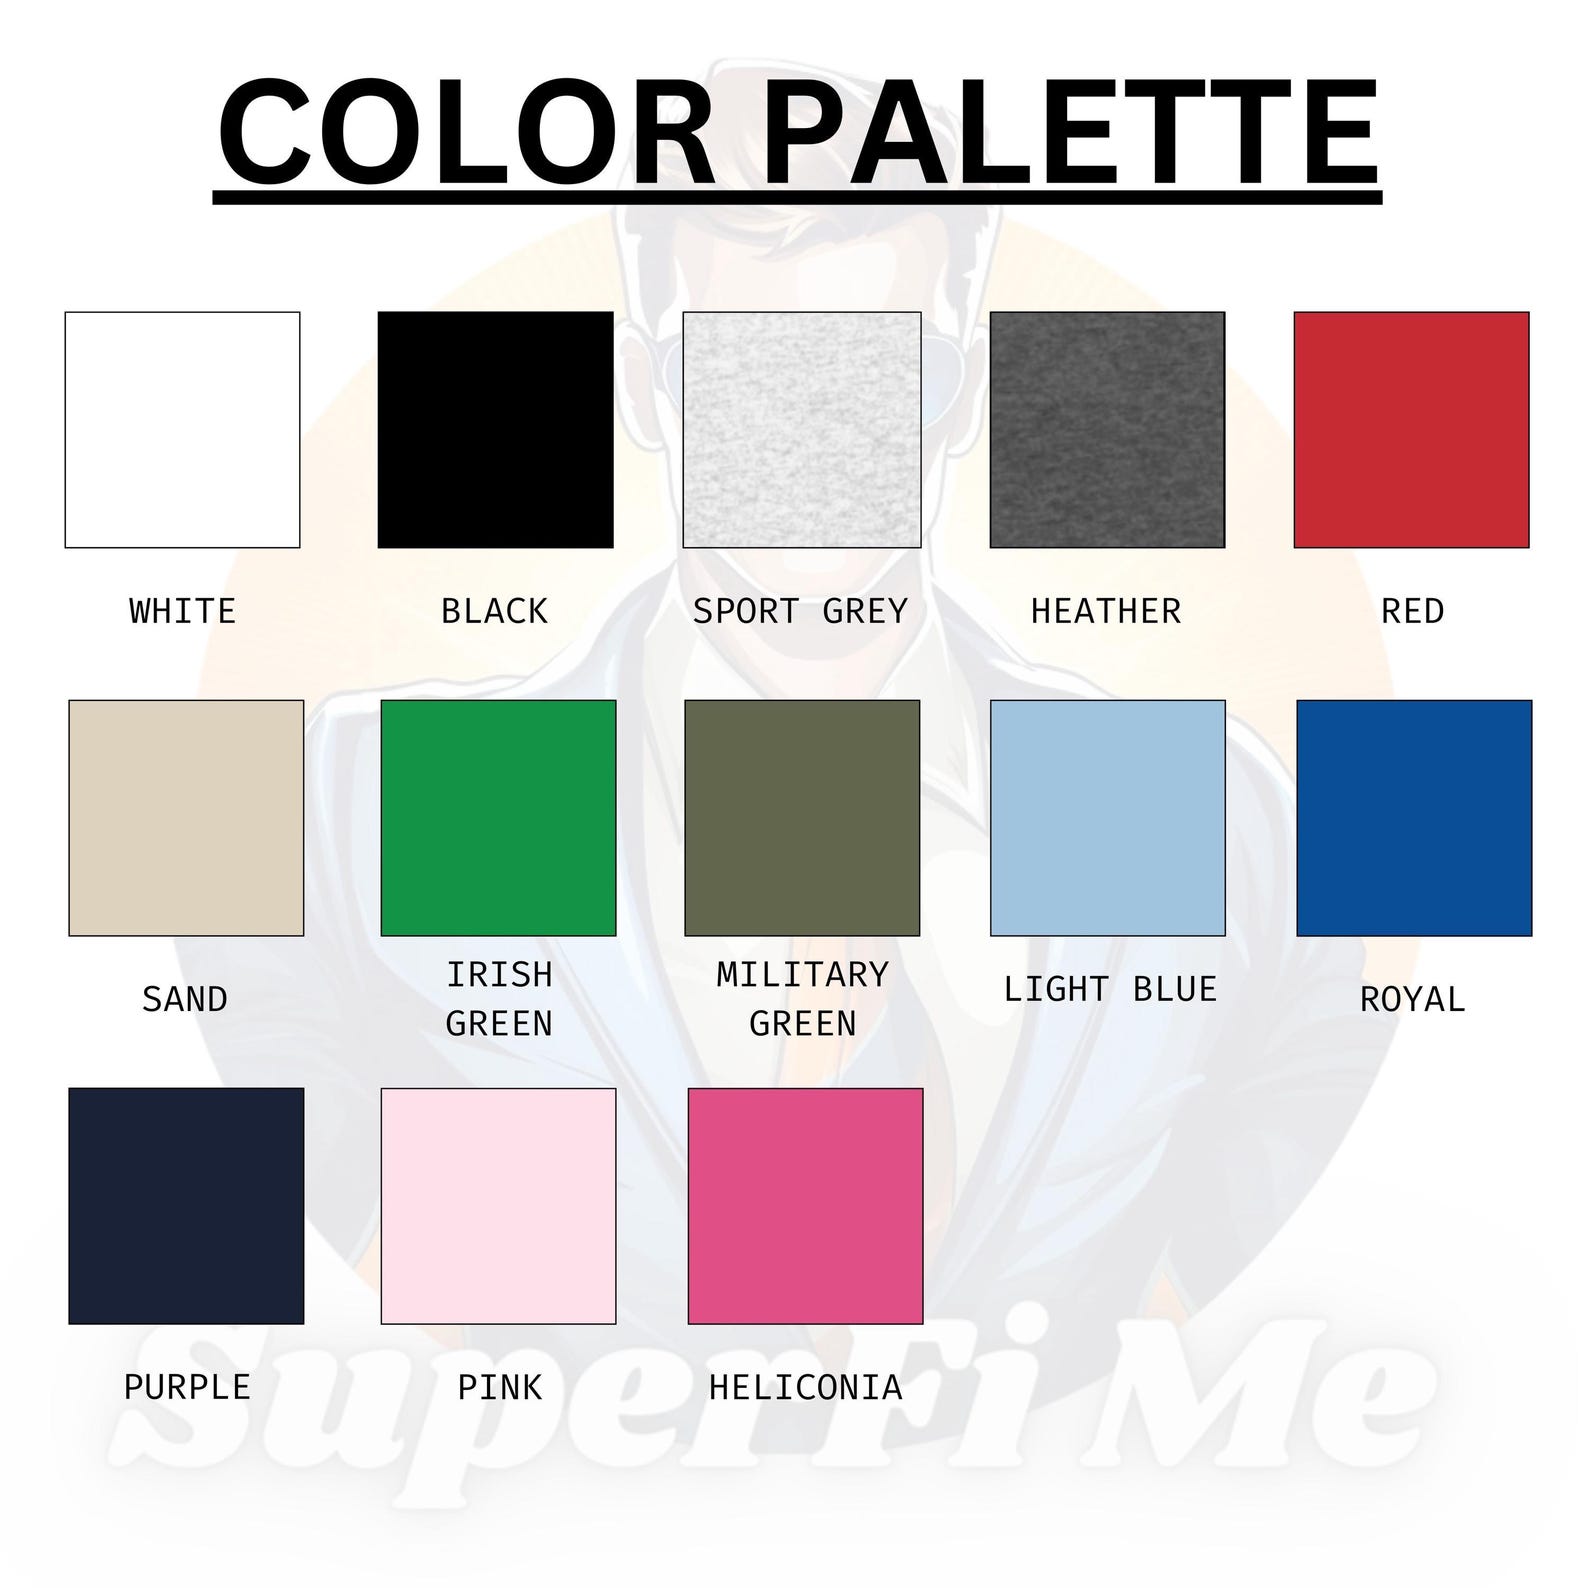 COLOR PALETTE
WHITE
BLACK
SPORT GREY
HEATHER
RED
SAND
IRISH
GREEN
MILITARY
GREEN
LIGHT BLUE
ROYAL
PURPLE
PINK
HELICONIA
SuperFi Me